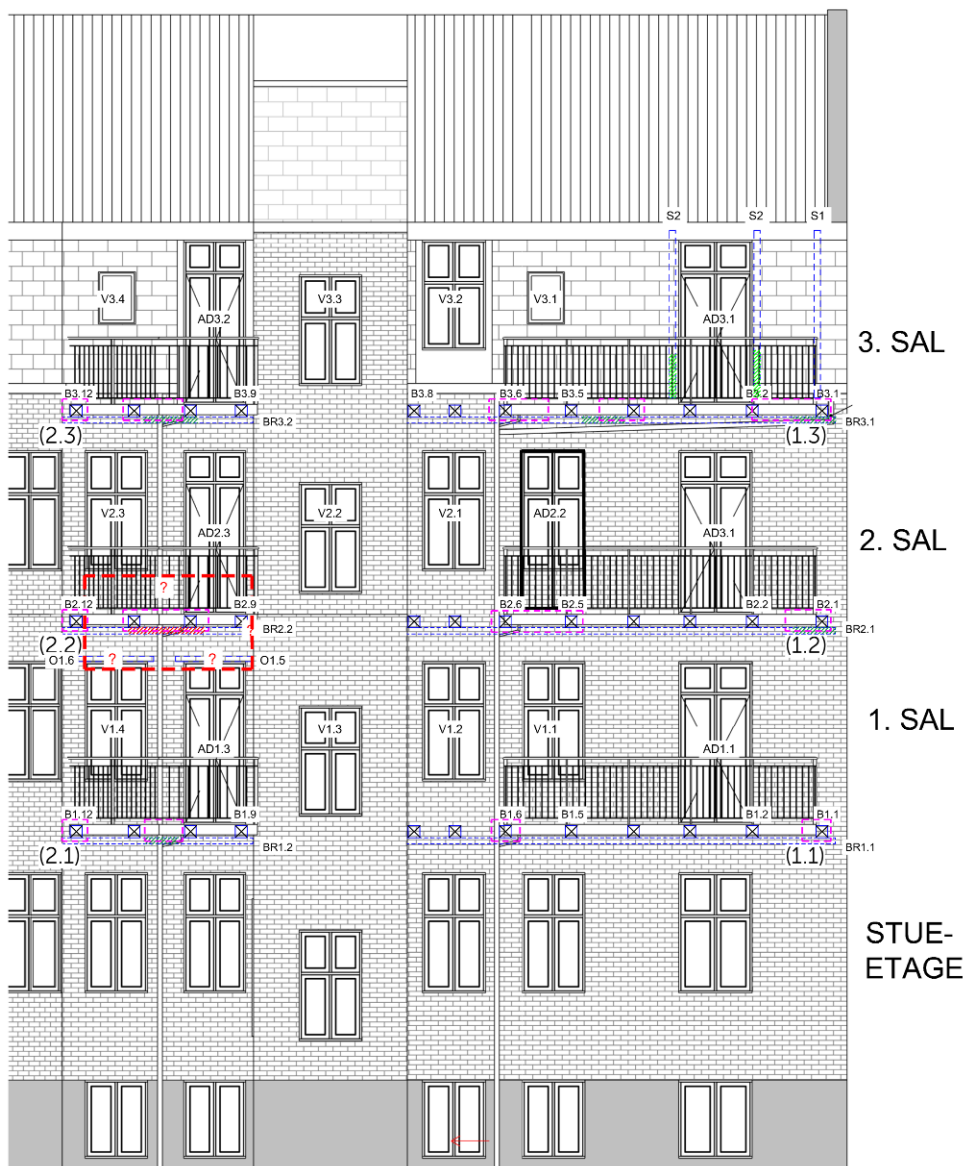 S2 S2 S1
V3.4 V3.3 V3.2 V3.1
AD3.2 AD3.1
3. SAL
B3.12 B3.9 B3.8 B3.6 B3.5 B3.2 B3.1
BR3.2 BR3.1
(2.3) (1.3)
V2.3 V2.2 V2.1 AD2.2
AD2.3 AD3.1
2. SAL
?
B2.12 B2.9 B2.6 B2.5 B2.2 B2.1
BR2.2 BR2.1
(2.2) (1.2)
O1.6 ? ? O1.5
1. SAL
V1.4 V1.3 V1.2 V1.1
AD1.3 AD1.1
B1.12 B1.9 B1.6 B1.5 B1.2 B1.1
BR1.2 BR1.1
(2.1) (1.1)
STUE-
ETAGE